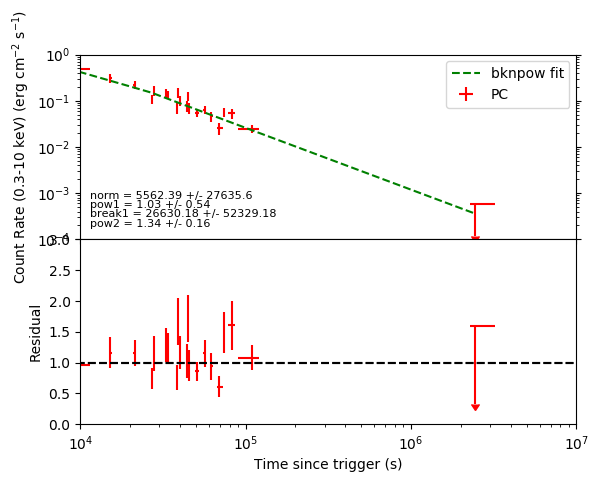 Count Rate (0.3-10 keV) (erg cm⁻² s⁻¹)
10⁰
10⁻¹
10⁻²
10⁻³
10⁻⁴
bknpow fit
PC
norm = 5562.39 +/- 27635.6
pow1 = 1.03 +/- 0.54
break1 = 26630.18 +/- 52329.18
pow2 = 1.34 +/- 0.16
Residual
3.0
2.5
2.0
1.5
1.0
0.5
0.0
10⁴
10⁵
10⁶
10⁷
Time since trigger (s)